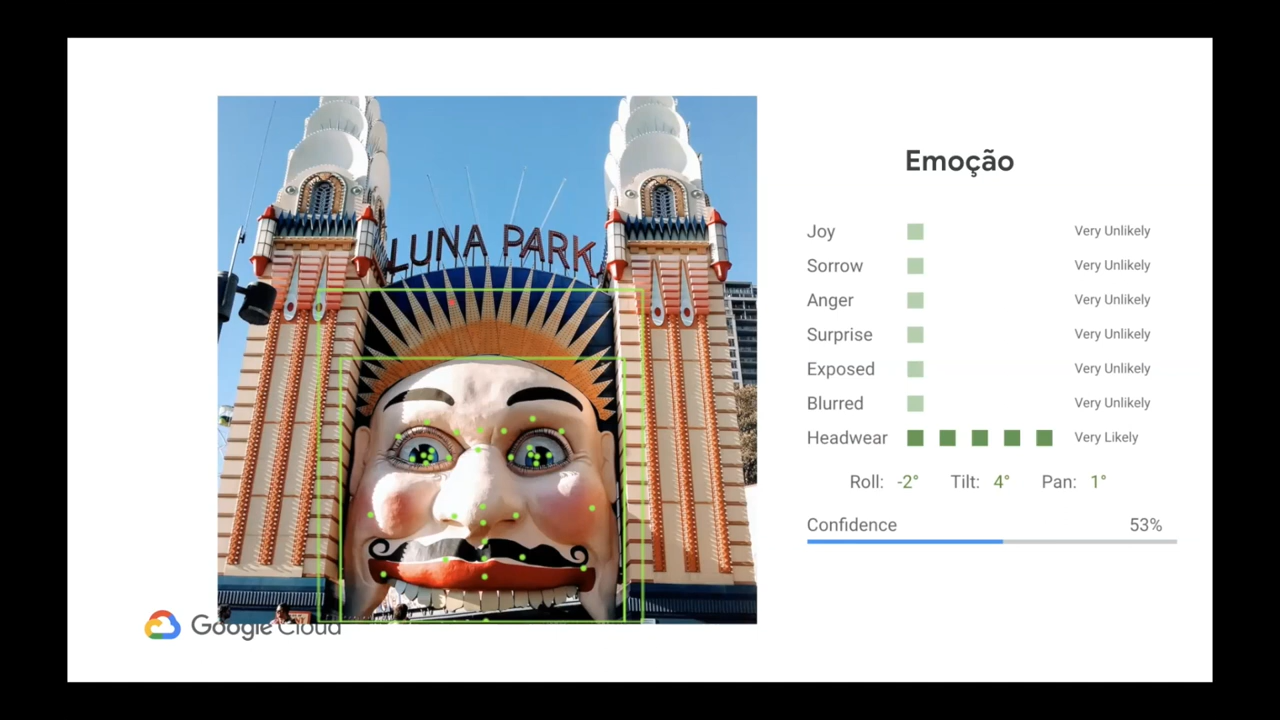 LUNA PARK
Emoção
Joy Very Unlikely
Sorrow Very Unlikely
Anger Very Unlikely
Surprise Very Unlikely
Exposed Very Unlikely
Blurred Very Unlikely
Headwear Very Likely
Roll: -2° Tilt: 4° Pan: 1°
Confidence 53%
Google Cloud